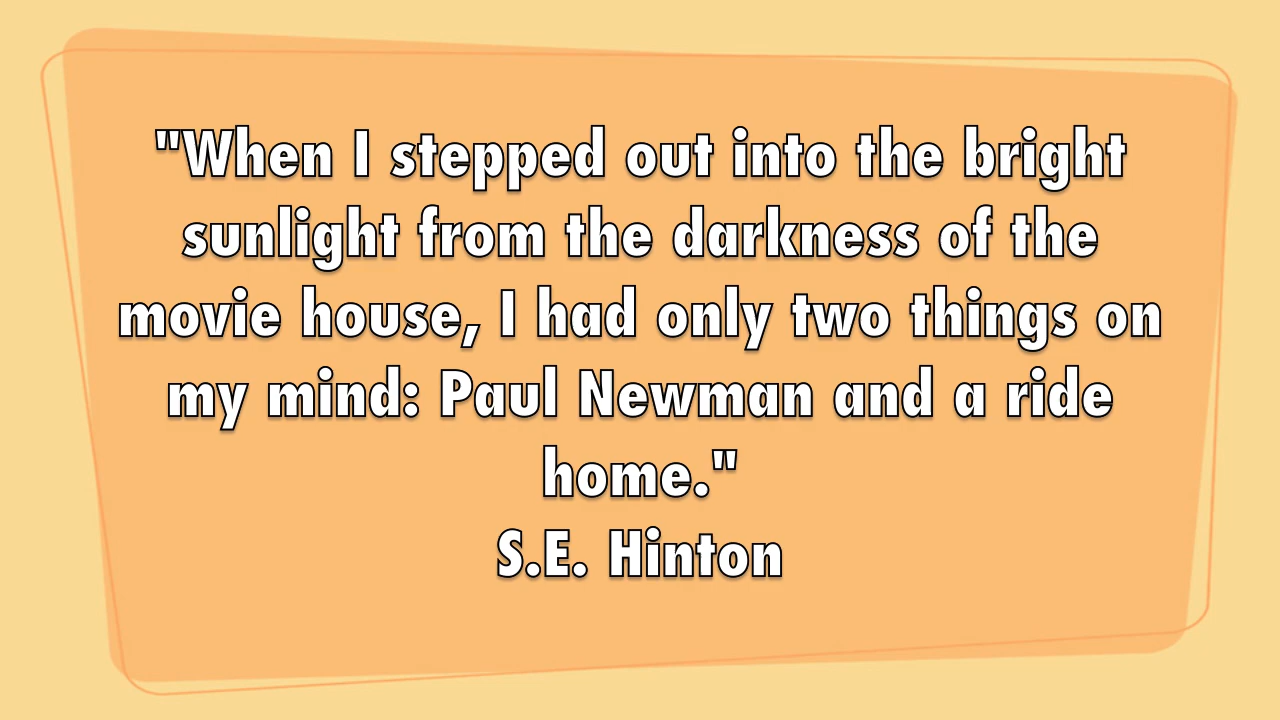 "When I stepped out into the bright
sunlight from the darkness of the
movie house, I had only two things on
my mind: Paul Newman and a ride
home."
S.E. Hinton